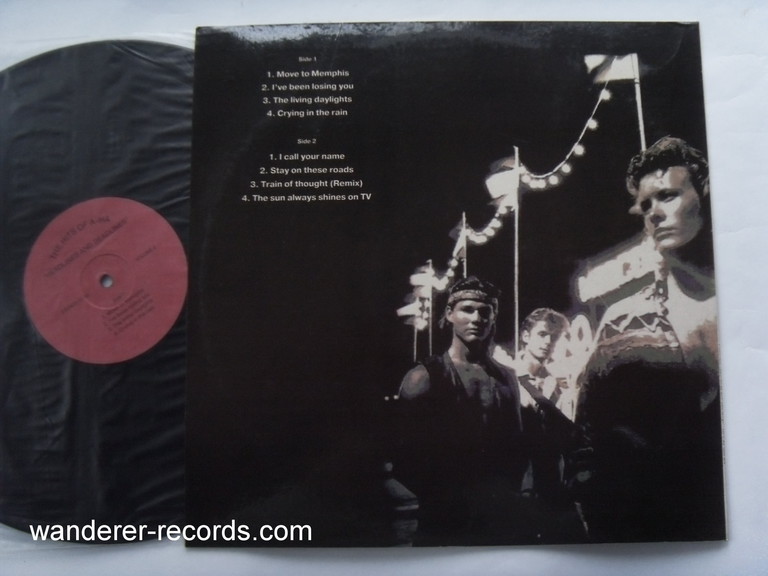 Side 1
1. Move to Memphis
2. I've been losing you
3. The living daylights
4. Crying in the rain
Side 2
1. I call your name
2. Stay on these roads
3. Train of thought (Remix)
4. The sun always shines on TV
wanderer-records.com